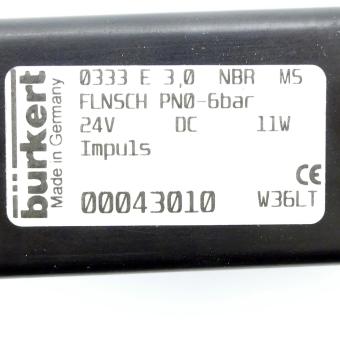 bürkert
Made in Germany
0333 E 3,0 NBR MS
FLNSCH PN0-6bar
24V DC 11W
Impuls
CE
00043010 W36LT